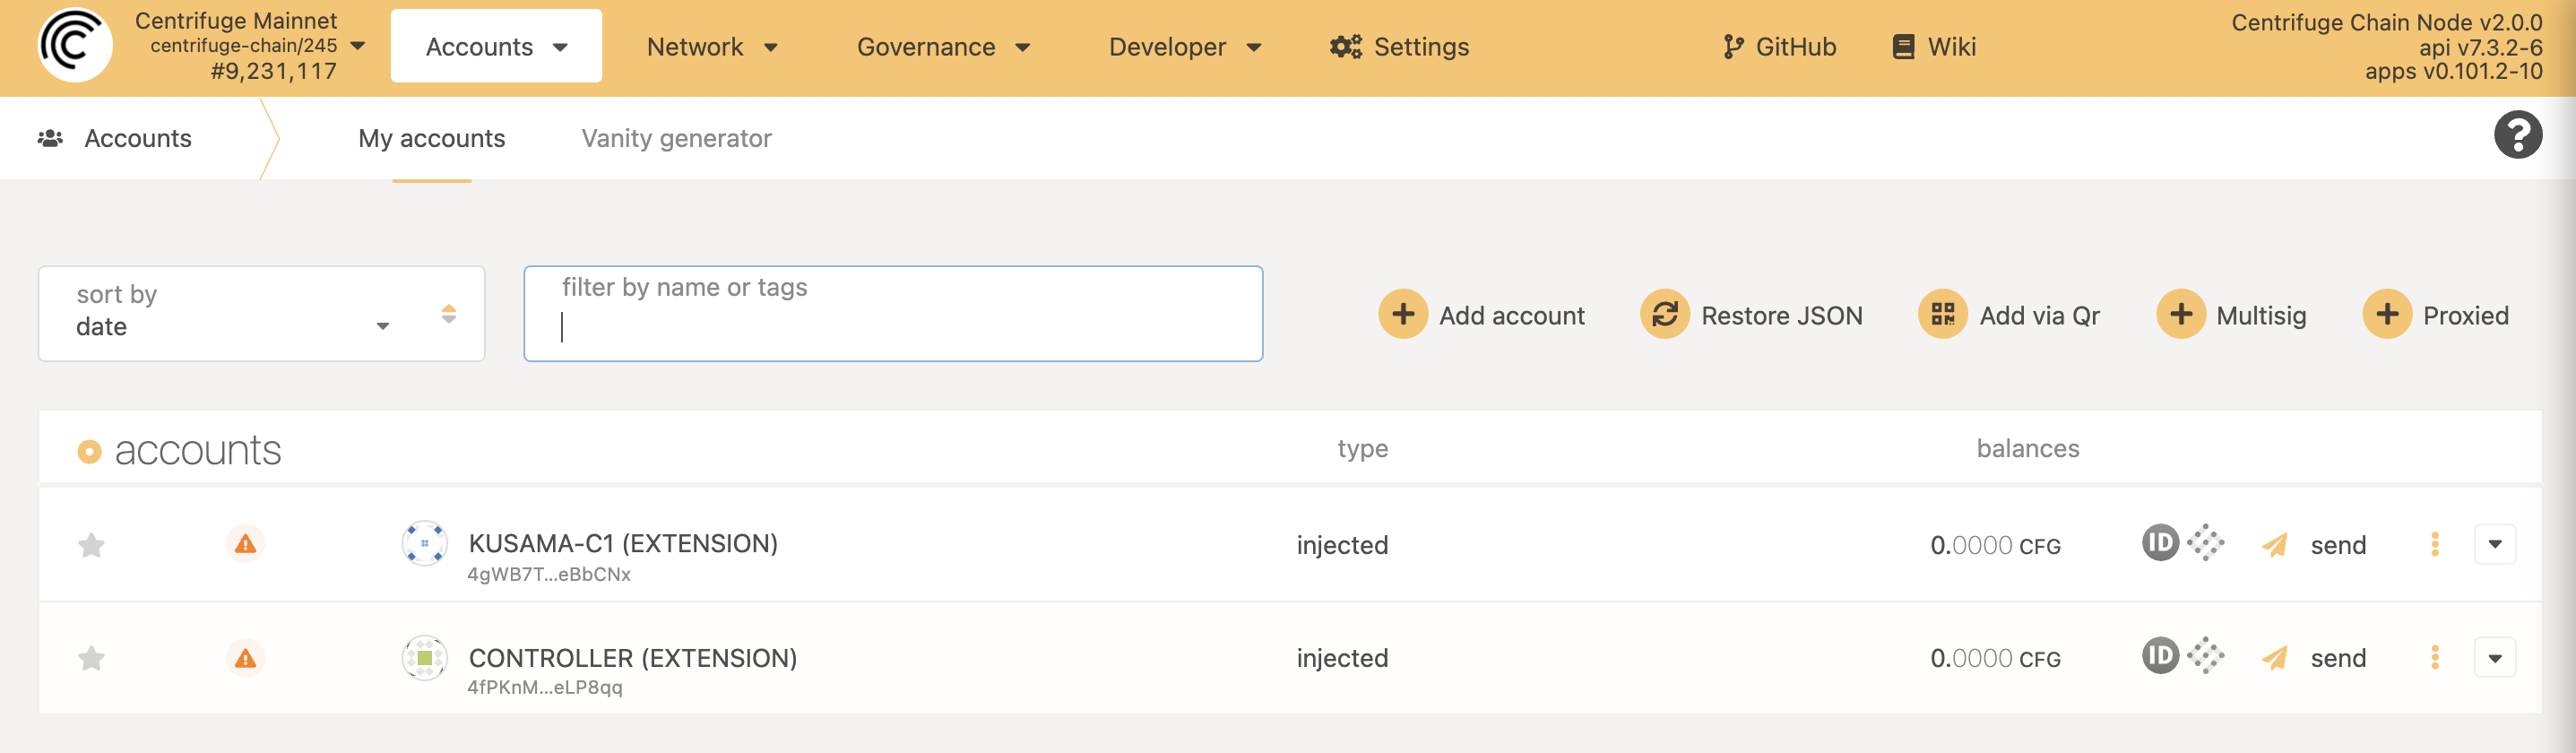 Centrifuge Mainnet
centrifuge-chain/245
#9,231,117
Accounts
Network
Governance
Developer
Settings
GitHub
Wiki
Centrifuge Chain Node v2.0.0
api v7.3.2-6
apps v0.101.2-10
Accounts
My accounts
Vanity generator
sort by
date
filter by name or tags
Add account
Restore JSON
Add via Qr
Multisig
Proxied
accounts
type
balances
KUSAMA-C1 (EXTENSION)
4gWB7T...eBbCNx
injected
0.0000 CFG
ID
send
CONTROLLER (EXTENSION)
4fPKnM...eLP8qq
injected
0.0000 CFG
ID
send